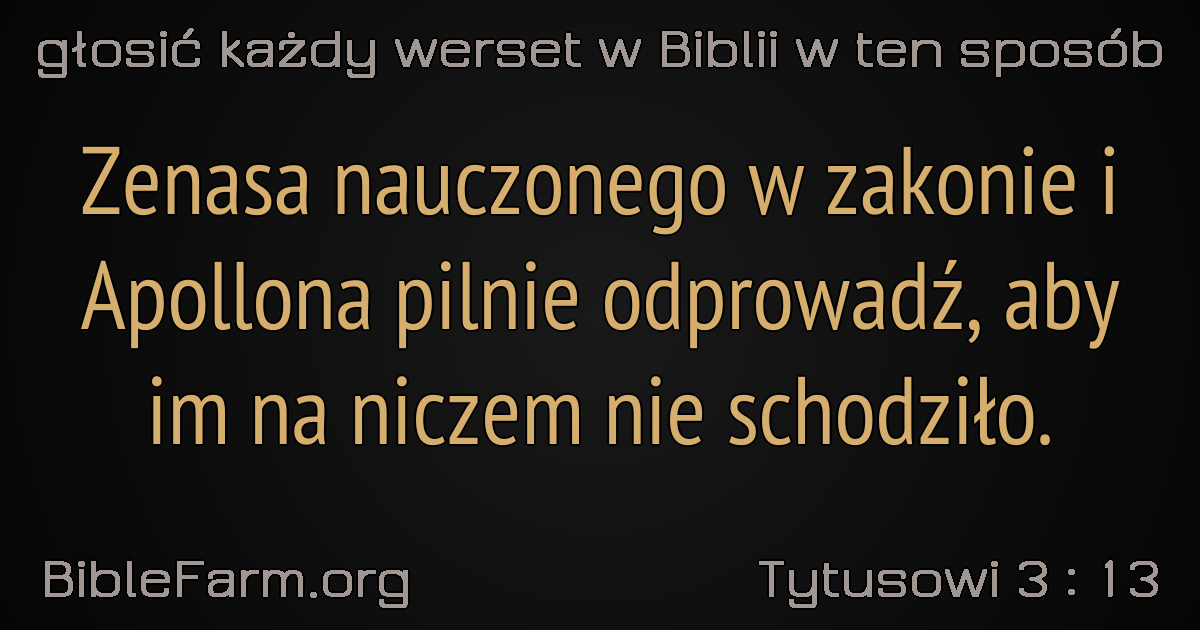 głosić każdy werset w Biblii w ten sposób
Zenasa nauczonego w zakonie i
Apollona pilnie odprowadź, aby
im na niczem nie schodziło.
BibleFarm.org
Tytusowi 3 : 13